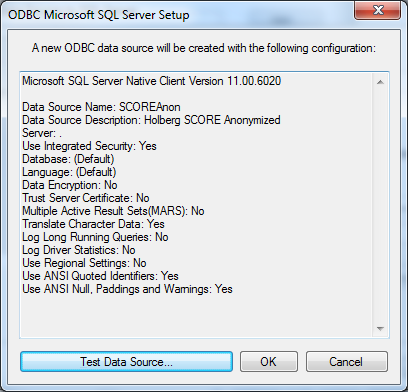 ODBC Microsoft SQL Server Setup
A new ODBC data source will be created with the following configuration:
Microsoft SQL Server Native Client Version 11.00.6020
Data Source Name: SCOREAnon
Data Source Description: Holberg SCORE Anonymized
Server: .
Use Integrated Security: Yes
Database: (Default)
Language: (Default)
Data Encryption: No
Trust Server Certificate: No
Multiple Active Result Sets(MARS): No
Translate Character Data: Yes
Log Long Running Queries: No
Log Driver Statistics: No
Use Regional Settings: No
Use ANSI Quoted Identifiers: Yes
Use ANSI Null, Paddings and Warnings: Yes
Test Data Source...
OK
Cancel